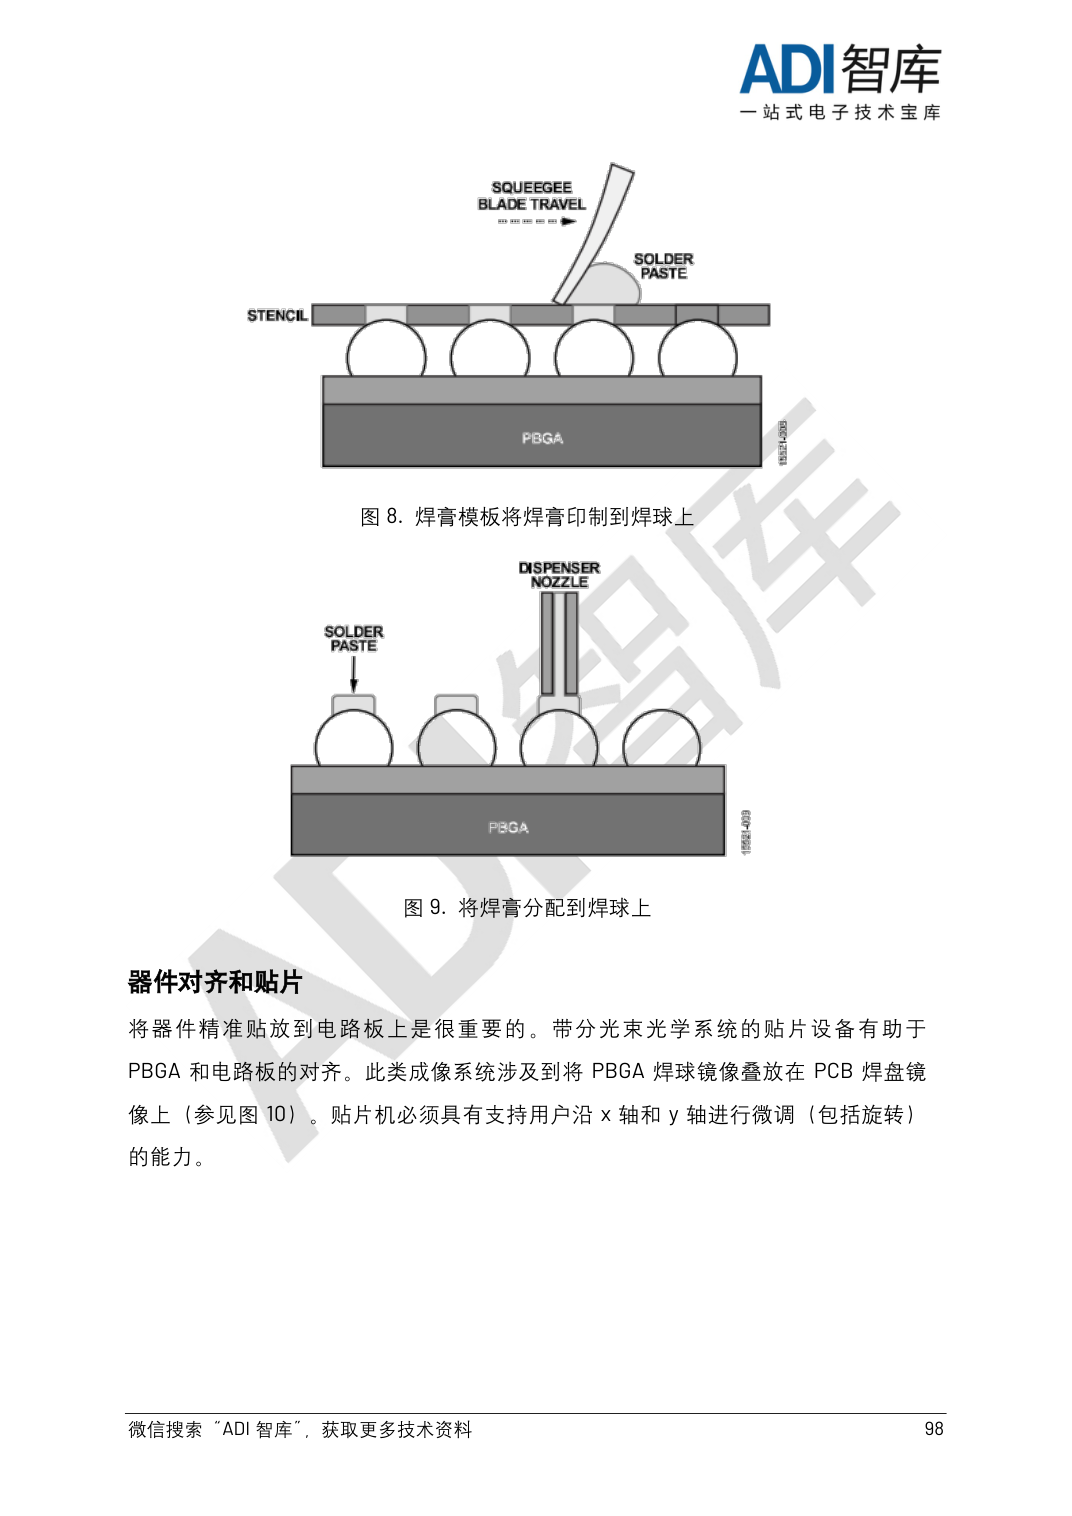 ADI智库
一站式电子技术宝库
SQUEEGEE
BLADE TRAVEL
SOLDER
PASTE
STENCIL
PBGA
图 8. 焊膏模板将焊膏印制到焊球上
DISPENSER
NOZZLE
SOLDER
PASTE
PBGA
15521-009
图 9. 将焊膏分配到焊球上
器件对齐和贴片
将器件精准贴放到电路板上是很重要的。带分光束光学系统的贴片设备有助于
PBGA 和电路板的对齐。此类成像系统涉及到将 PBGA 焊球镜像叠放在 PCB 焊盘镜
像上（参见图 10）。贴片机必须具有支持用户沿 x 轴和 y 轴进行微调（包括旋转）
的能力。
ADI智库
微信搜索“ADI 智库”, 获取更多技术资料
98